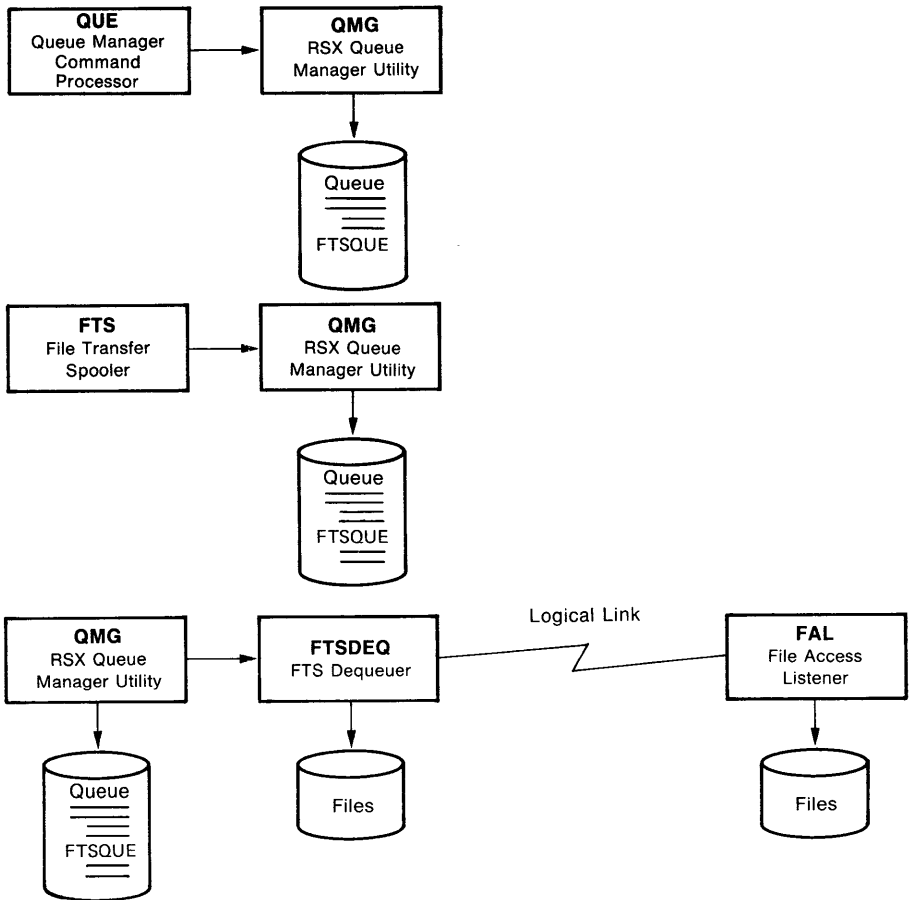 QUE
Queue Manager
Command
Processor
QMG
RSX Queue
Manager Utility
Queue
FTSQUE
FTS
File Transfer
Spooler
QMG
RSX Queue
Manager Utility
Queue
FTSQUE
QMG
RSX Queue
Manager Utility
FTSDEQ
FTS Dequeuer
Logical Link
FAL
File Access
Listener
Queue
FTSQUE
Files
Files